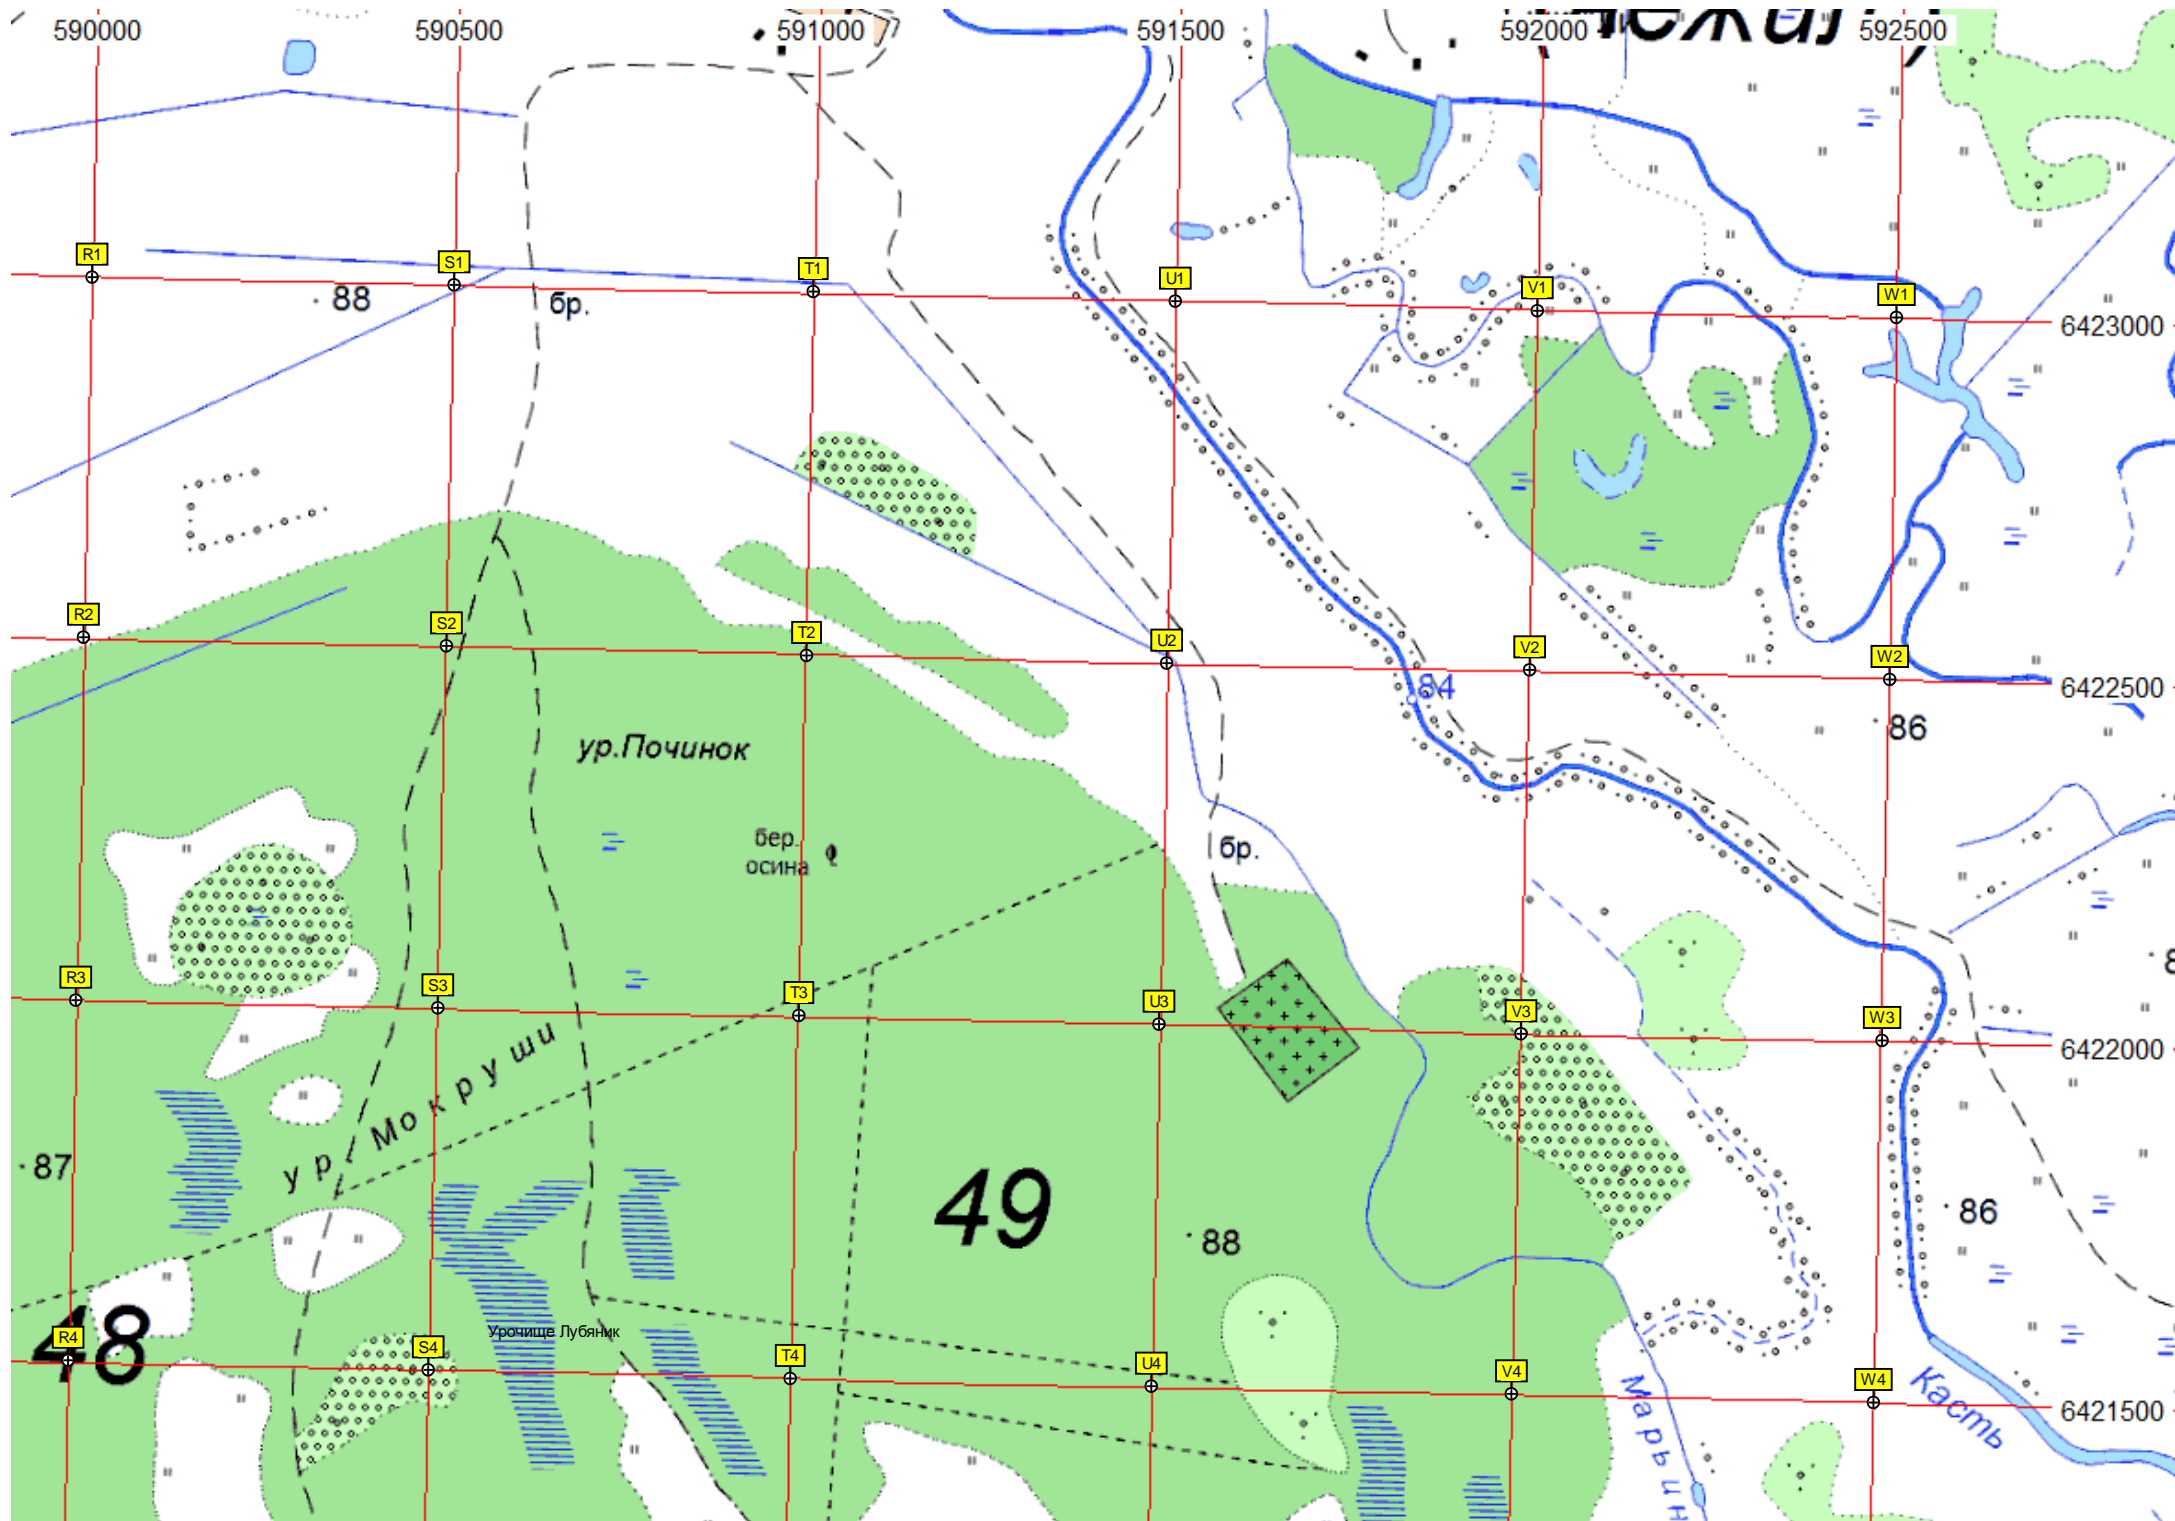 590000 590500 591000 591500 592000 592500
R1 S1 T1 U1 V1 W1
88 бр. 6423000
R2 S2 T2 U2 V2 W2
84 6422500
86
ур.Починок
бер.
осина
бр.
R3 S3 T3 U3 V3 W3
6422000
ур. Мокруши
87
49
88
86
48
Урочище Лубяник
R4 S4 T4 U4 V4 W4
6421500
Касть